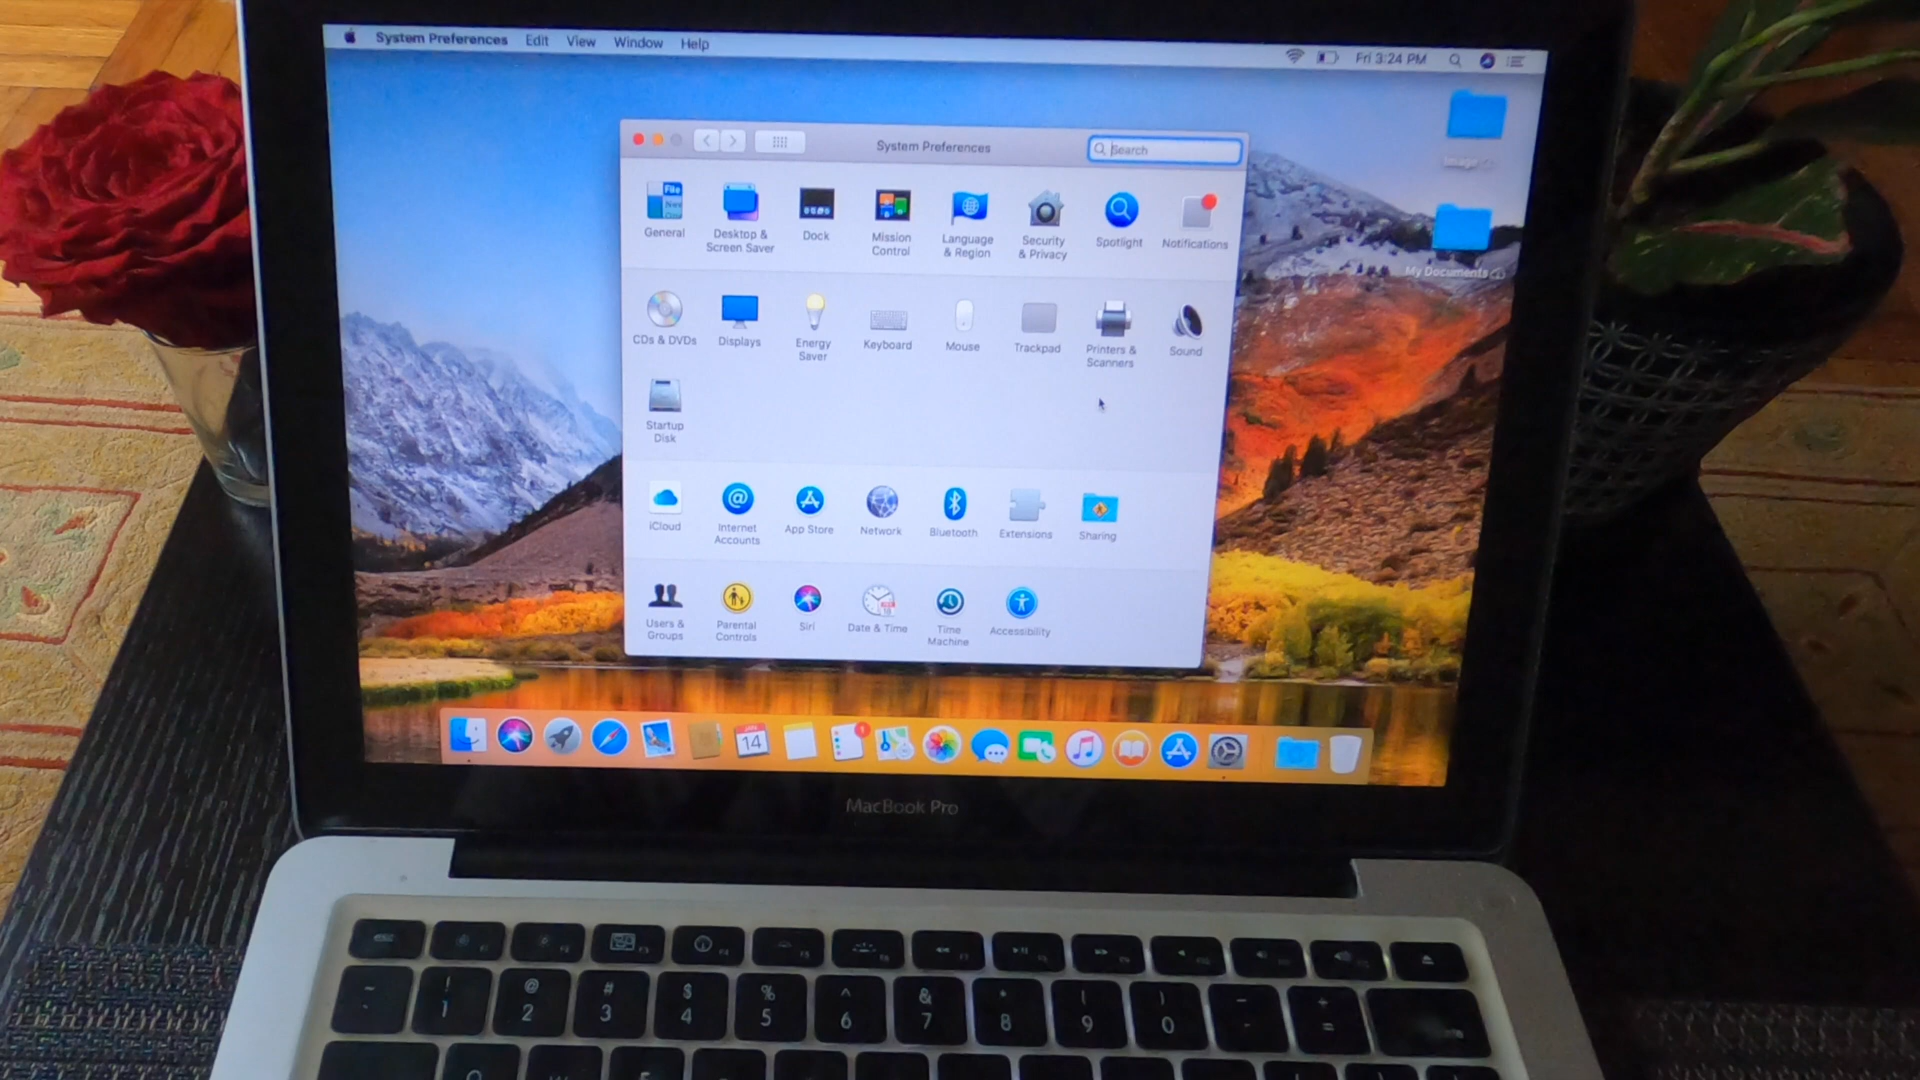 System Preferences Edit View Window Help
Fri 3:24 PM
System Preferences
Search
General
Desktop &
Screen Saver
Dock
Mission
Control
Language
& Region
Security
& Privacy
Spotlight
Notifications
CDs & DVDs
Displays
Energy
Saver
Keyboard
Mouse
Trackpad
Printers &
Scanners
Sound
Startup
Disk
iCloud
Internet
Accounts
App Store
Network
Bluetooth
Extensions
Sharing
Users &
Groups
Parental
Controls
Siri
Date & Time
Time
Machine
Accessibility
My Documents
File
14
1
MacBook Pro
~ ! @ # $ % ^ & * ( ) - +
1 2 3 4 5 6 7 8 9 0 - =